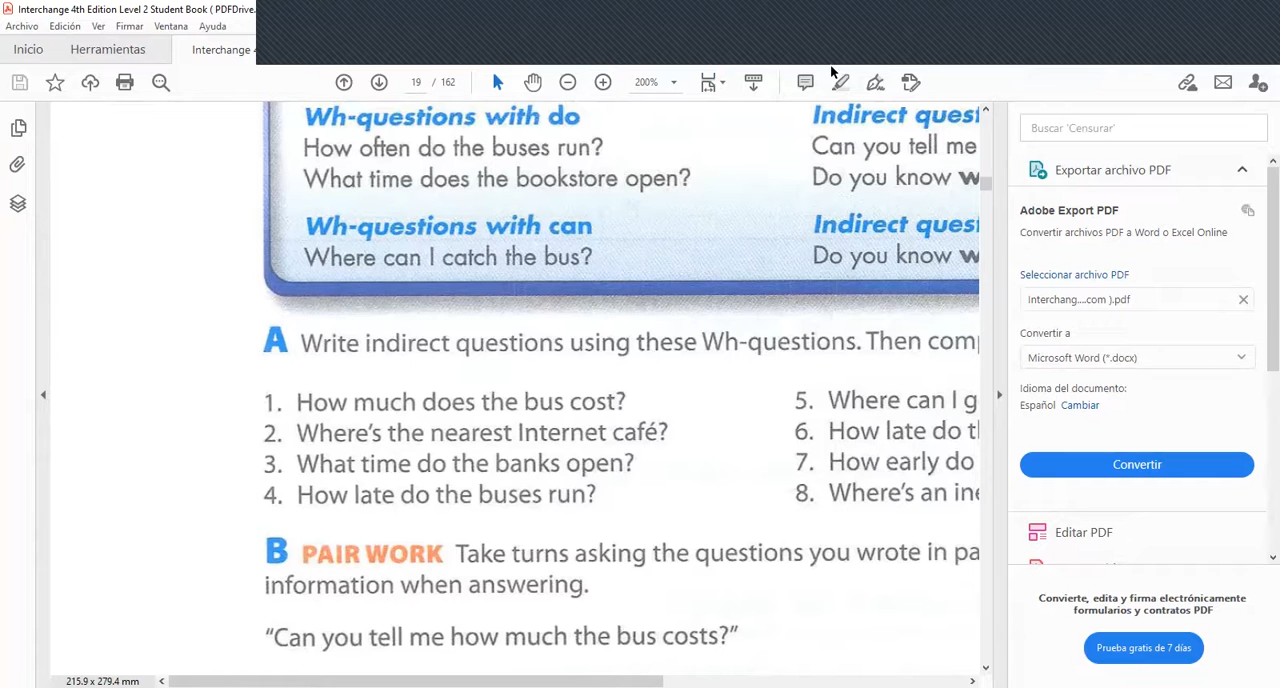 Interchange 4th Edition Level 2 Student Book ( PDFDrive.
Archivo Edición Ver Firmar Ventana Ayuda
Inicio Herramientas Interchange 4
19 / 162 200%
Wh-questions with do
How often do the buses run?
What time does the bookstore open?
Wh-questions with can
Where can I catch the bus?
Indirect
Can you tell me
Do you know
Indirect
Do you know
A Write indirect questions using these Wh-questions. Then
1. How much does the bus cost?
2. Where's the nearest Internet café?
3. What time do the banks open?
4. How late do the buses run?
5. Where can I g
6. How late do
7. How early do
8. Where's an
B PAIR WORK Take turns asking the questions you wrote in
information when answering.
"Can you tell me how much the bus costs?"
215.9 x 279.4 mm
Buscar 'Censurar'
Exportar archivo PDF
Adobe Export PDF
Convertir archivos PDF a Word o Excel Online
Seleccionar archivo PDF
Interchang....com ).pdf
Convertir a
Microsoft Word (*.docx)
Idioma del documento:
Español Cambiar
Convertir
Editar PDF
Convierte, edita y firma electrónicamente
formularios y contratos PDF
Prueba gratis de 7 días